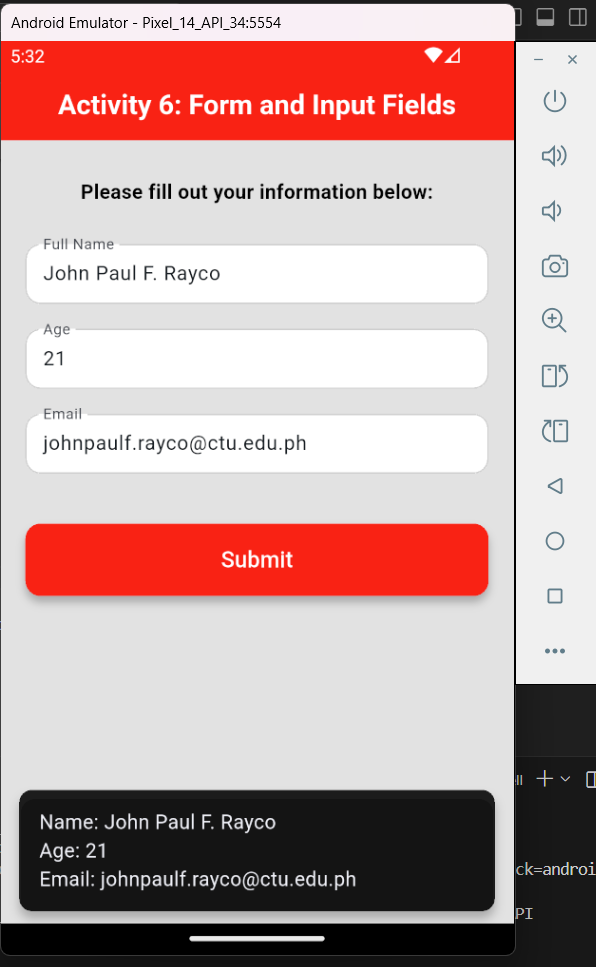 Android Emulator - Pixel_14_API_34:5554
5:32
Activity 6: Form and Input Fields
Please fill out your information below:
Full Name
John Paul F. Rayco
Age
21
Email
johnpaulf.rayco@ctu.edu.ph
Submit
Name: John Paul F. Rayco
Age: 21
Email: johnpaulf.rayco@ctu.edu.ph
ck=androi
PI